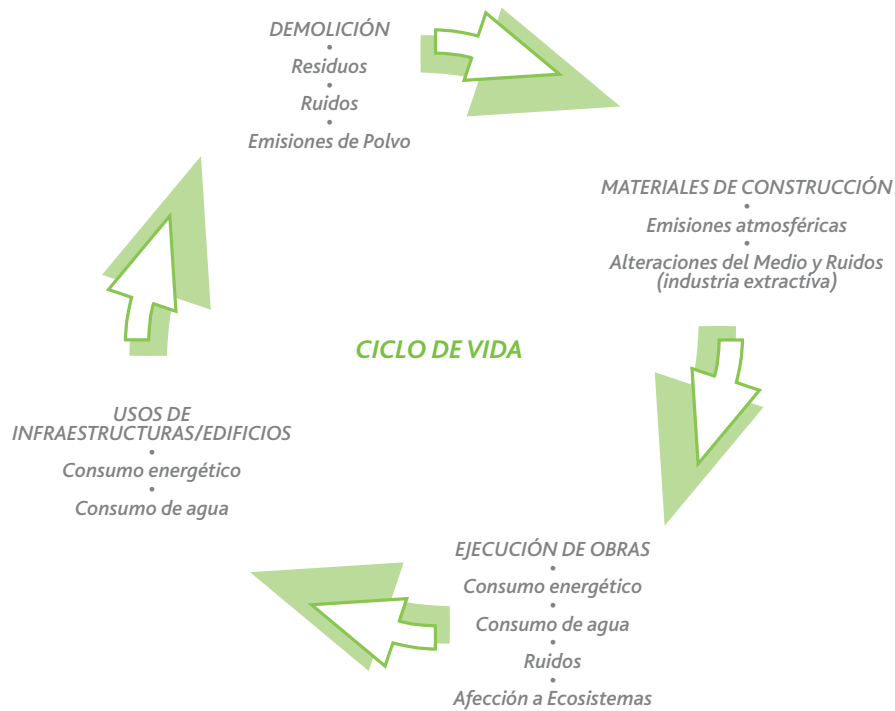 DEMOLICIÓN
•
Residuos
•
Ruidos
•
Emisiones de Polvo
MATERIALES DE CONSTRUCCIÓN
•
Emisiones atmosféricas
•
Alteraciones del Medio y Ruidos
(industria extractiva)
CICLO DE VIDA
USOS DE
INFRAESTRUCTURAS/EDIFICIOS
•
Consumo energético
•
Consumo de agua
EJECUCIÓN DE OBRAS
•
Consumo energético
•
Consumo de agua
•
Ruidos
•
Afección a Ecosistemas